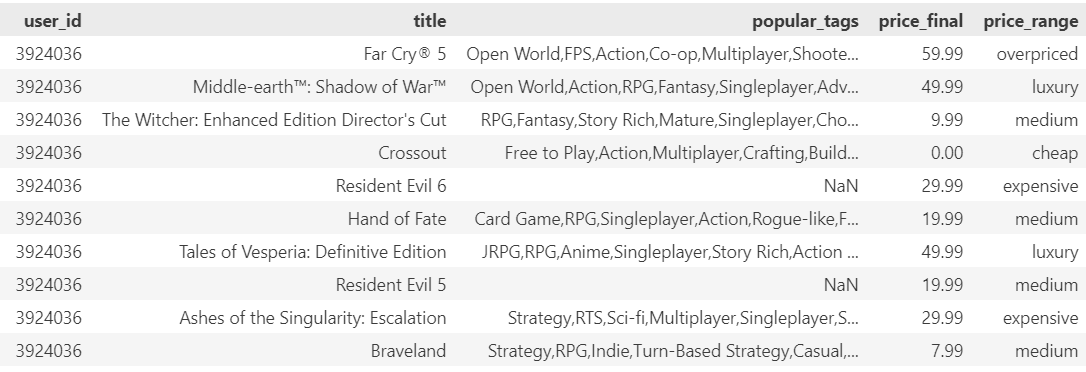 user_id title popular_tags price_final price_range
3924036 Far Cry® 5 Open World,FPS,Action,Co-op,Multiplayer,Shoote... 59.99 overpriced
3924036 Middle-earth™: Shadow of War™ Open World,Action,RPG,Fantasy,Singleplayer,Adv... 49.99 luxury
3924036 The Witcher: Enhanced Edition Director's Cut RPG,Fantasy,Story Rich,Mature,Singleplayer,Cho... 9.99 medium
3924036 Crossout Free to Play,Action,Multiplayer,Crafting,Build... 0.00 cheap
3924036 Resident Evil 6 NaN 29.99 expensive
3924036 Hand of Fate Card Game,RPG,Singleplayer,Action,Rogue-like,F... 19.99 medium
3924036 Tales of Vesperia: Definitive Edition JRPG,RPG,Anime,Singleplayer,Story Rich,Action ... 49.99 luxury
3924036 Resident Evil 5 NaN 19.99 medium
3924036 Ashes of the Singularity: Escalation Strategy,RTS,Sci-fi,Multiplayer,Singleplayer,S... 29.99 expensive
3924036 Braveland Strategy,RPG,Indie,Turn-Based Strategy,Casual,... 7.99 medium